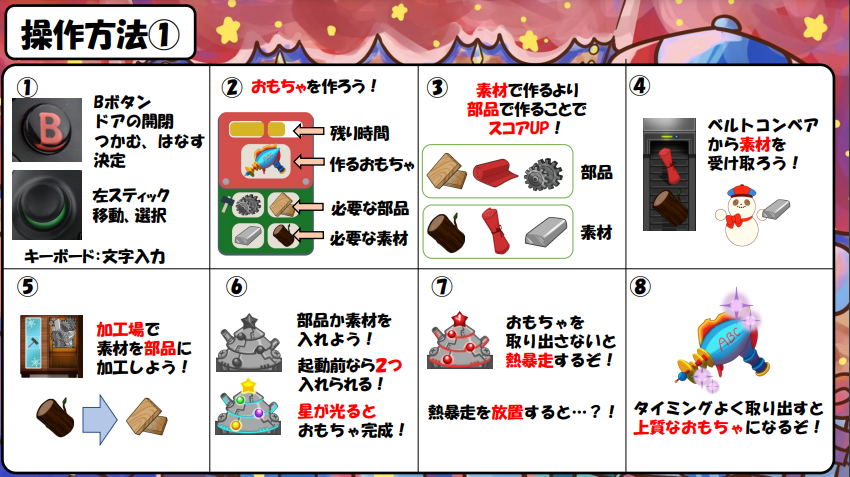 操作方法①
①
B
Bボタン
ドアの開閉
つかむ、はなす
決定
左スティック
移動、選択
キーボード：文字入力
②
おもちゃを作ろう！
残り時間
作るおもちゃ
必要な部品
必要な素材
③
素材で作るより
部品で作ることで
スコアUP！
部品
素材
④
ベルトコンベア
から素材を
受け取ろう！
⑤
加工場で
素材を部品に
加工しよう！
⑥
部品か素材を
入れよう！
起動前なら2つ
入れられる！
星が光ると
おもちゃ完成！
⑦
おもちゃを
取り出さないと
熱暴走するぞ！
熱暴走を放置すると…？！
⑧
ABC
タイミングよく取り出すと
上質なおもちゃになるぞ！